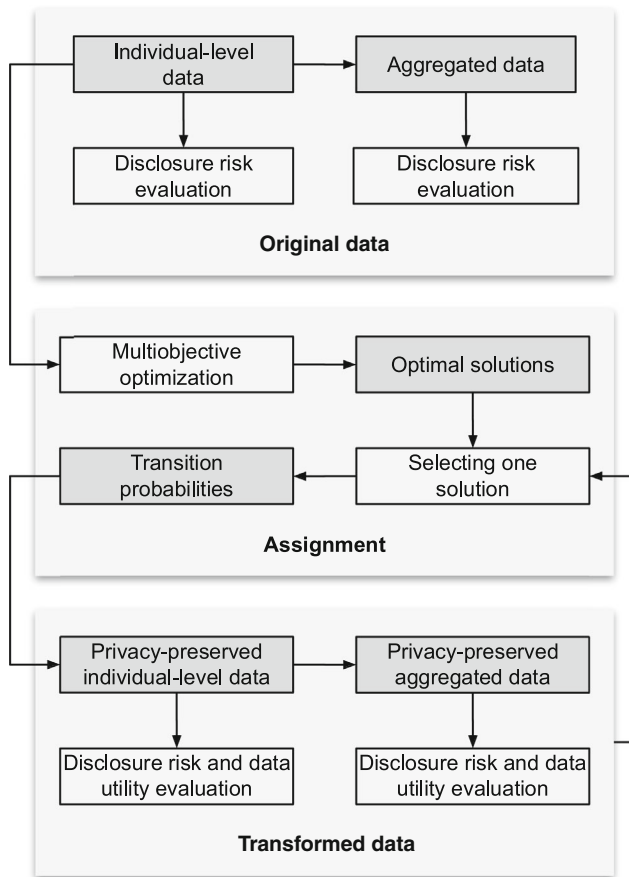 Individual-level
data
Aggregated data
Disclosure risk
evaluation
Disclosure risk
evaluation
Original data
Multiobjective
optimization
Optimal solutions
Transition
probabilities
Selecting one
solution
Assignment
Privacy-preserved
individual-level data
Privacy-preserved
aggregated data
Disclosure risk and data
utility evaluation
Disclosure risk and data
utility evaluation
Transformed data